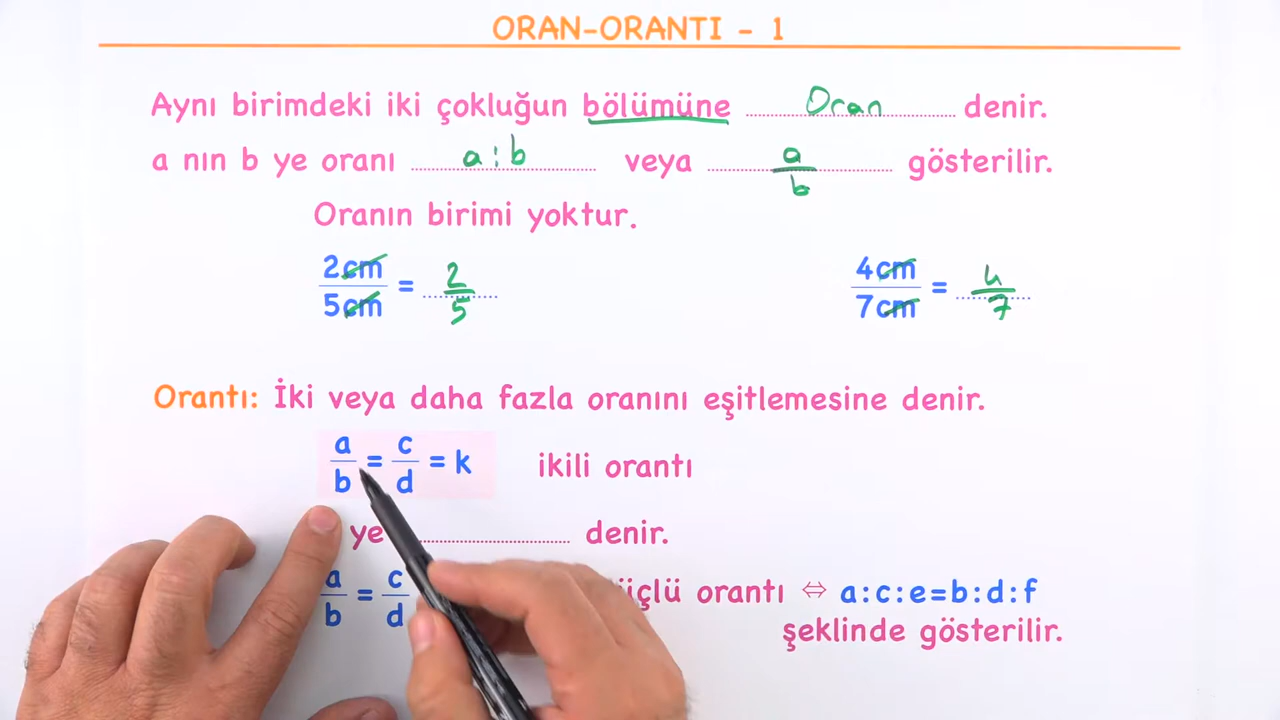 ORAN-ORANTI - 1
Aynı birimdeki iki çokluğun bölümüne Oran denir.
a nın b ye oranı a:b veya a/b gösterilir.
Oranın birimi yoktur.
2cm/5cm = 2/5 4cm/7cm = 4/7
Orantı: İki veya daha fazla oranını eşitlemesine denir.
a/b = c/d = k ikili orantı
ye denir.
a/b = c/d üçlü orantı ⇔ a:c:e=b:d:f
şeklinde gösterilir.